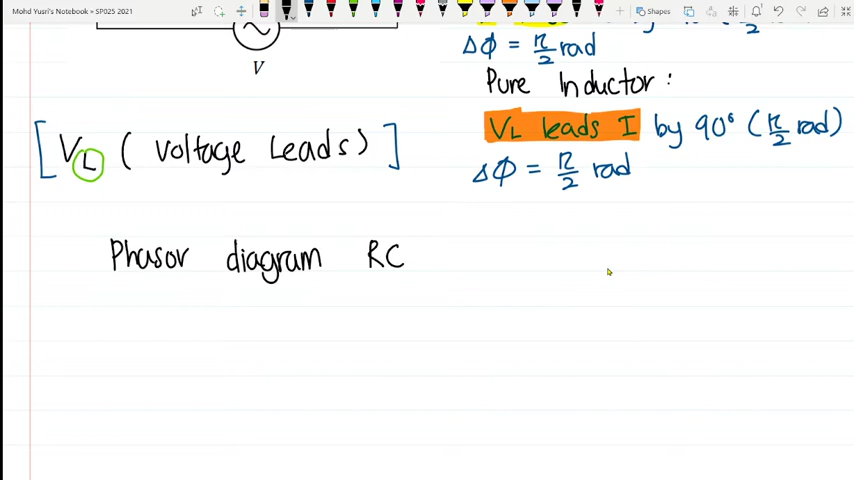 Mohd Yusri's Notebook » SP025 2021
Shapes
V
Δϕ = π/2 rad
Pure Inductor :
VL leads I by 90° (π/2 rad)
Δϕ = π/2 rad
[VL ( Voltage Leads)]
Phasor diagram RC